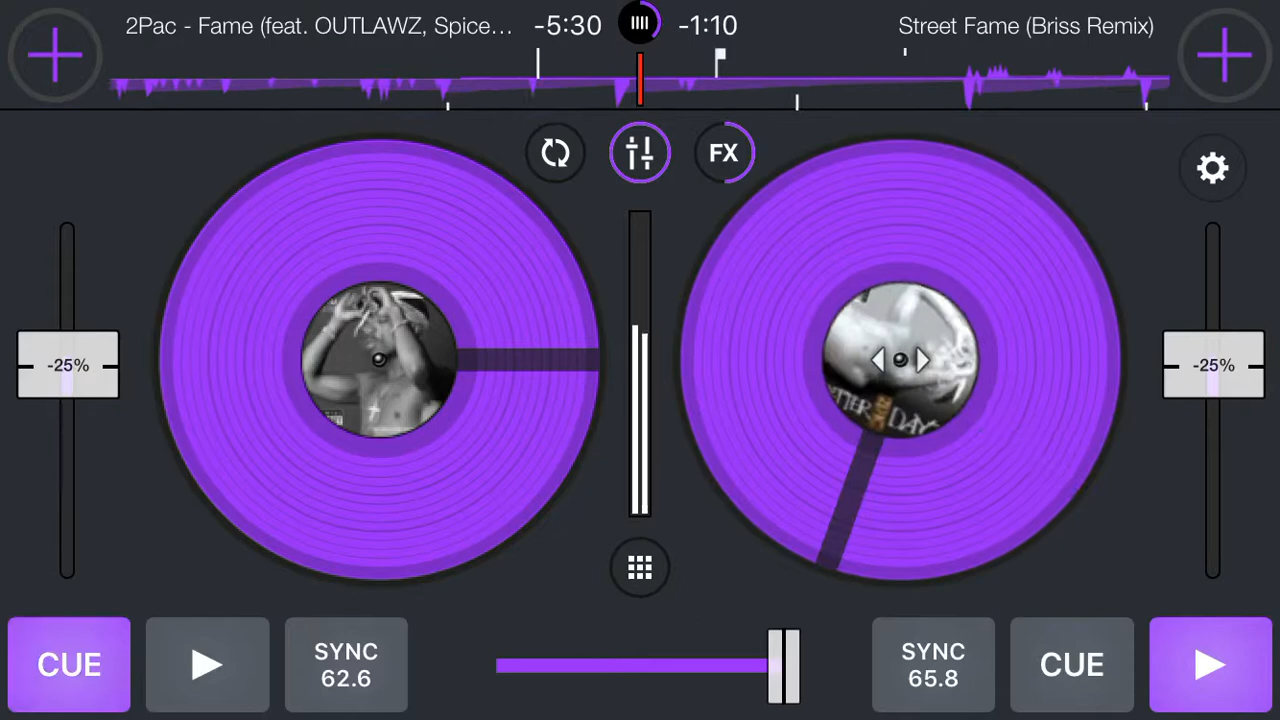 2Pac - Fame (feat. OUTLAWZ, Spice...
-5:30
-1:10
Street Fame (Briss Remix)
FX
-25%
-25%
DAY
CUE
SYNC
62.6
SYNC
65.8
CUE